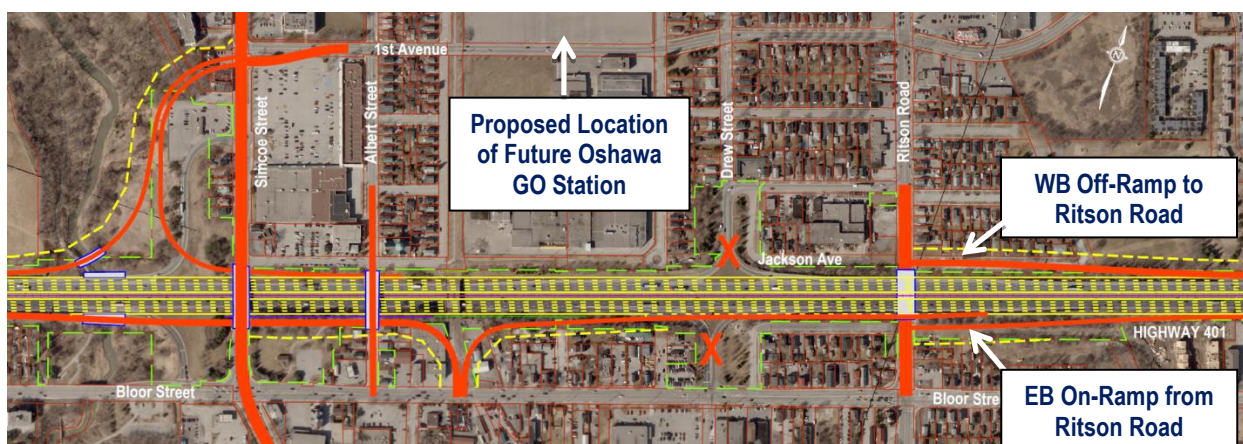 1st Avenue
Simcoe Street
Albert Street
Proposed Location
of Future Oshawa
GO Station
Drew Street
Ritson Road
N
WB Off-Ramp to
Ritson Road
Jackson Ave
HIGHWAY 401
Bloor Street
Bloor Stre
EB On-Ramp from
Ritson Road
X
X